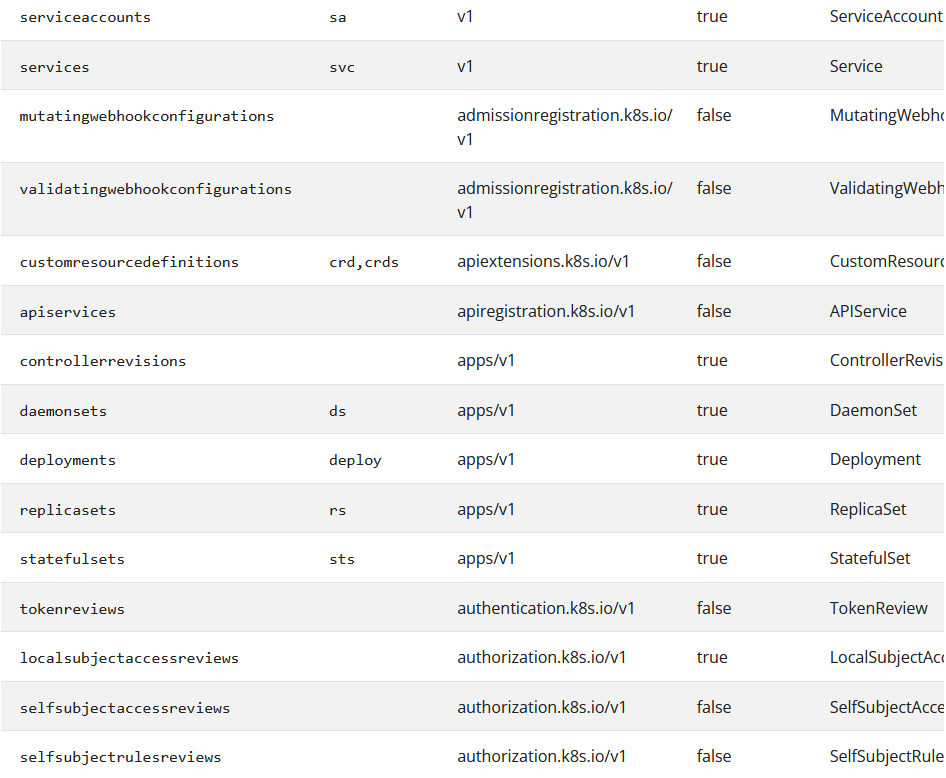 serviceaccounts sa v1 true ServiceAccount
services svc v1 true Service
mutatingwebhookconfigurations admissionregistration.k8s.io/ false MutatingWebho
v1
validatingwebhookconfigurations admissionregistration.k8s.io/ false ValidatingWebh
v1
customresourcedefinitions crd,crds apiextensions.k8s.io/v1 false CustomResourc
apiservices apiregistration.k8s.io/v1 false APIService
controllerrevisions apps/v1 true ControllerRevis
daemonsets ds apps/v1 true DaemonSet
deployments deploy apps/v1 true Deployment
replicasets rs apps/v1 true ReplicaSet
statefulsets sts apps/v1 true StatefulSet
tokenreviews authentication.k8s.io/v1 false TokenReview
localsubjectaccessreviews authorization.k8s.io/v1 true LocalSubjectAcc
selfsubjectaccessreviews authorization.k8s.io/v1 false SelfSubjectAcce
selfsubjectrulesreviews authorization.k8s.io/v1 false SelfSubjectRule